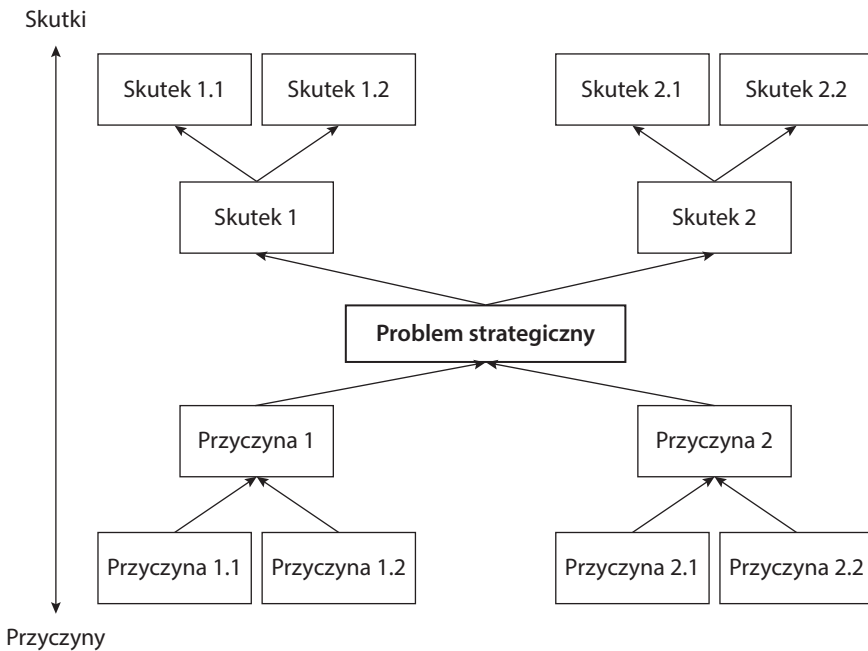 Skutki
Skutek 1.1
Skutek 1.2
Skutek 2.1
Skutek 2.2
Skutek 1
Skutek 2
Problem strategiczny
Przyczyna 1
Przyczyna 2
Przyczyna 1.1
Przyczyna 1.2
Przyczyna 2.1
Przyczyna 2.2
Przyczyny